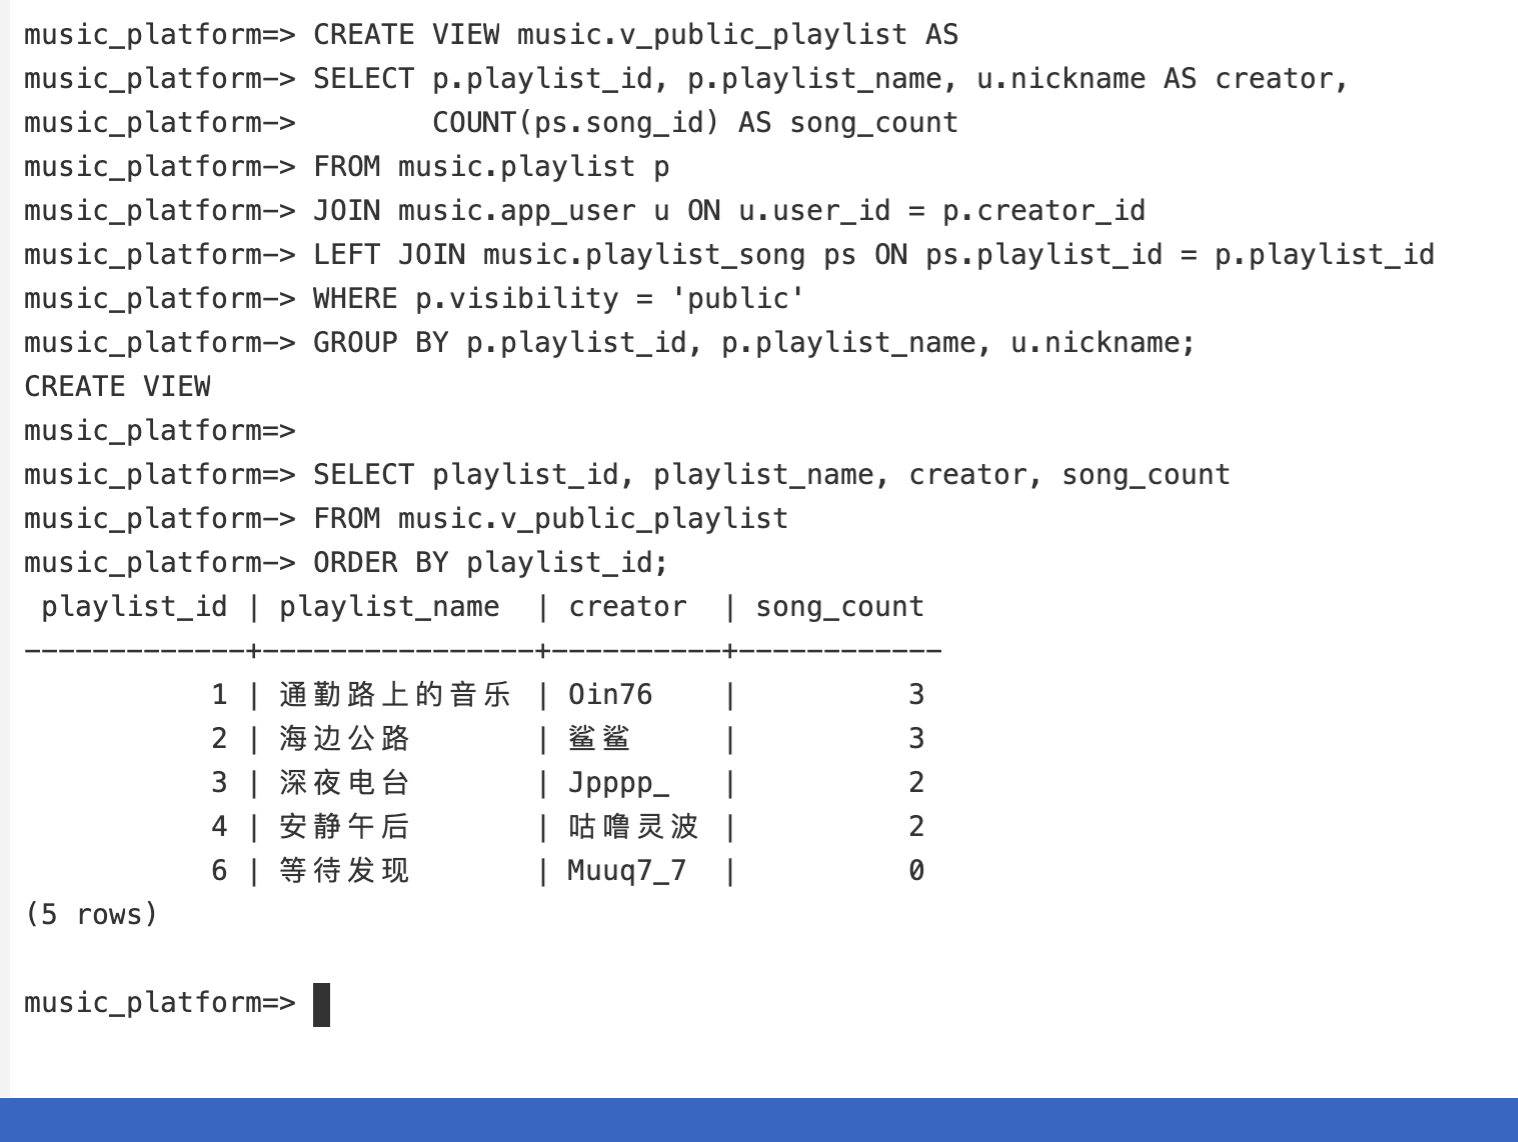 music_platform=> CREATE VIEW music.v_public_playlist AS
music_platform-> SELECT p.playlist_id, p.playlist_name, u.nickname AS creator,
music_platform->        COUNT(ps.song_id) AS song_count
music_platform-> FROM music.playlist p
music_platform-> JOIN music.app_user u ON u.user_id = p.creator_id
music_platform-> LEFT JOIN music.playlist_song ps ON ps.playlist_id = p.playlist_id
music_platform-> WHERE p.visibility = 'public'
music_platform-> GROUP BY p.playlist_id, p.playlist_name, u.nickname;
CREATE VIEW
music_platform=>
music_platform=> SELECT playlist_id, playlist_name, creator, song_count
music_platform-> FROM music.v_public_playlist
music_platform-> ORDER BY playlist_id;
 playlist_id | playlist_name  | creator  | song_count
-------------+----------------+----------+------------
           1 | 通勤路上的音乐 | Oin76    |          3
           2 | 海边公路       | 鲨鲨     |          3
           3 | 深夜电台       | Jpppp_   |          2
           4 | 安静午后       | 咕噜灵波 |          2
           6 | 等待发现       | Muuq7_7  |          0
(5 rows)
music_platform=>